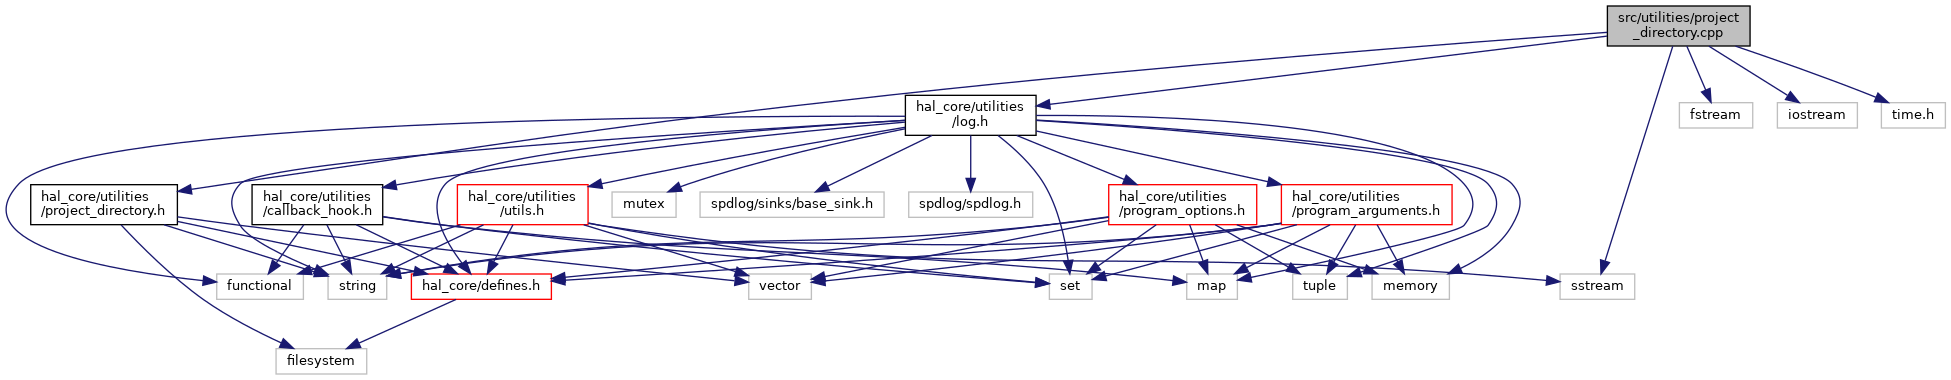 src/utilities/project
_directory.cpp
hal_core/utilities
/log.h
fstream
iostream
time.h
hal_core/utilities
/project_directory.h
hal_core/utilities
/callback_hook.h
hal_core/utilities
/utils.h
mutex
spdlog/sinks/base_sink.h
spdlog/spdlog.h
hal_core/utilities
/program_options.h
hal_core/utilities
/program_arguments.h
functional
string
hal_core/defines.h
vector
set
map
tuple
memory
sstream
filesystem